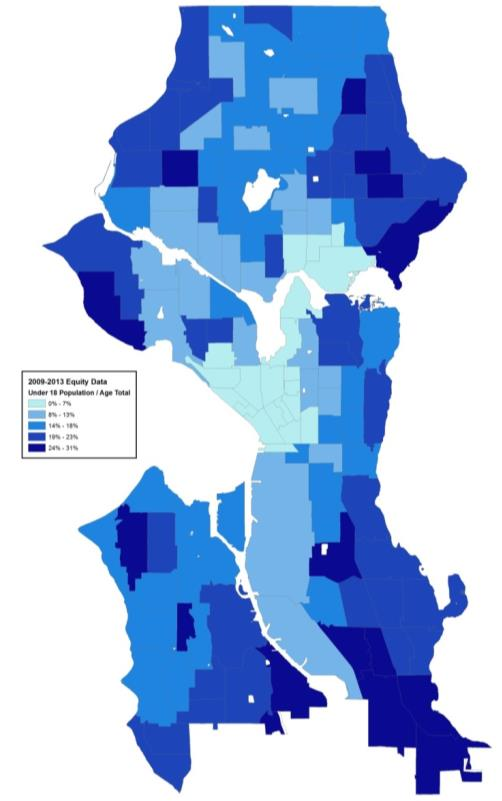 2009-2013 Equity Data
Under 18 Population / Age Total
0% - 7%
8% - 13%
14% - 18%
19% - 23%
24% - 31%